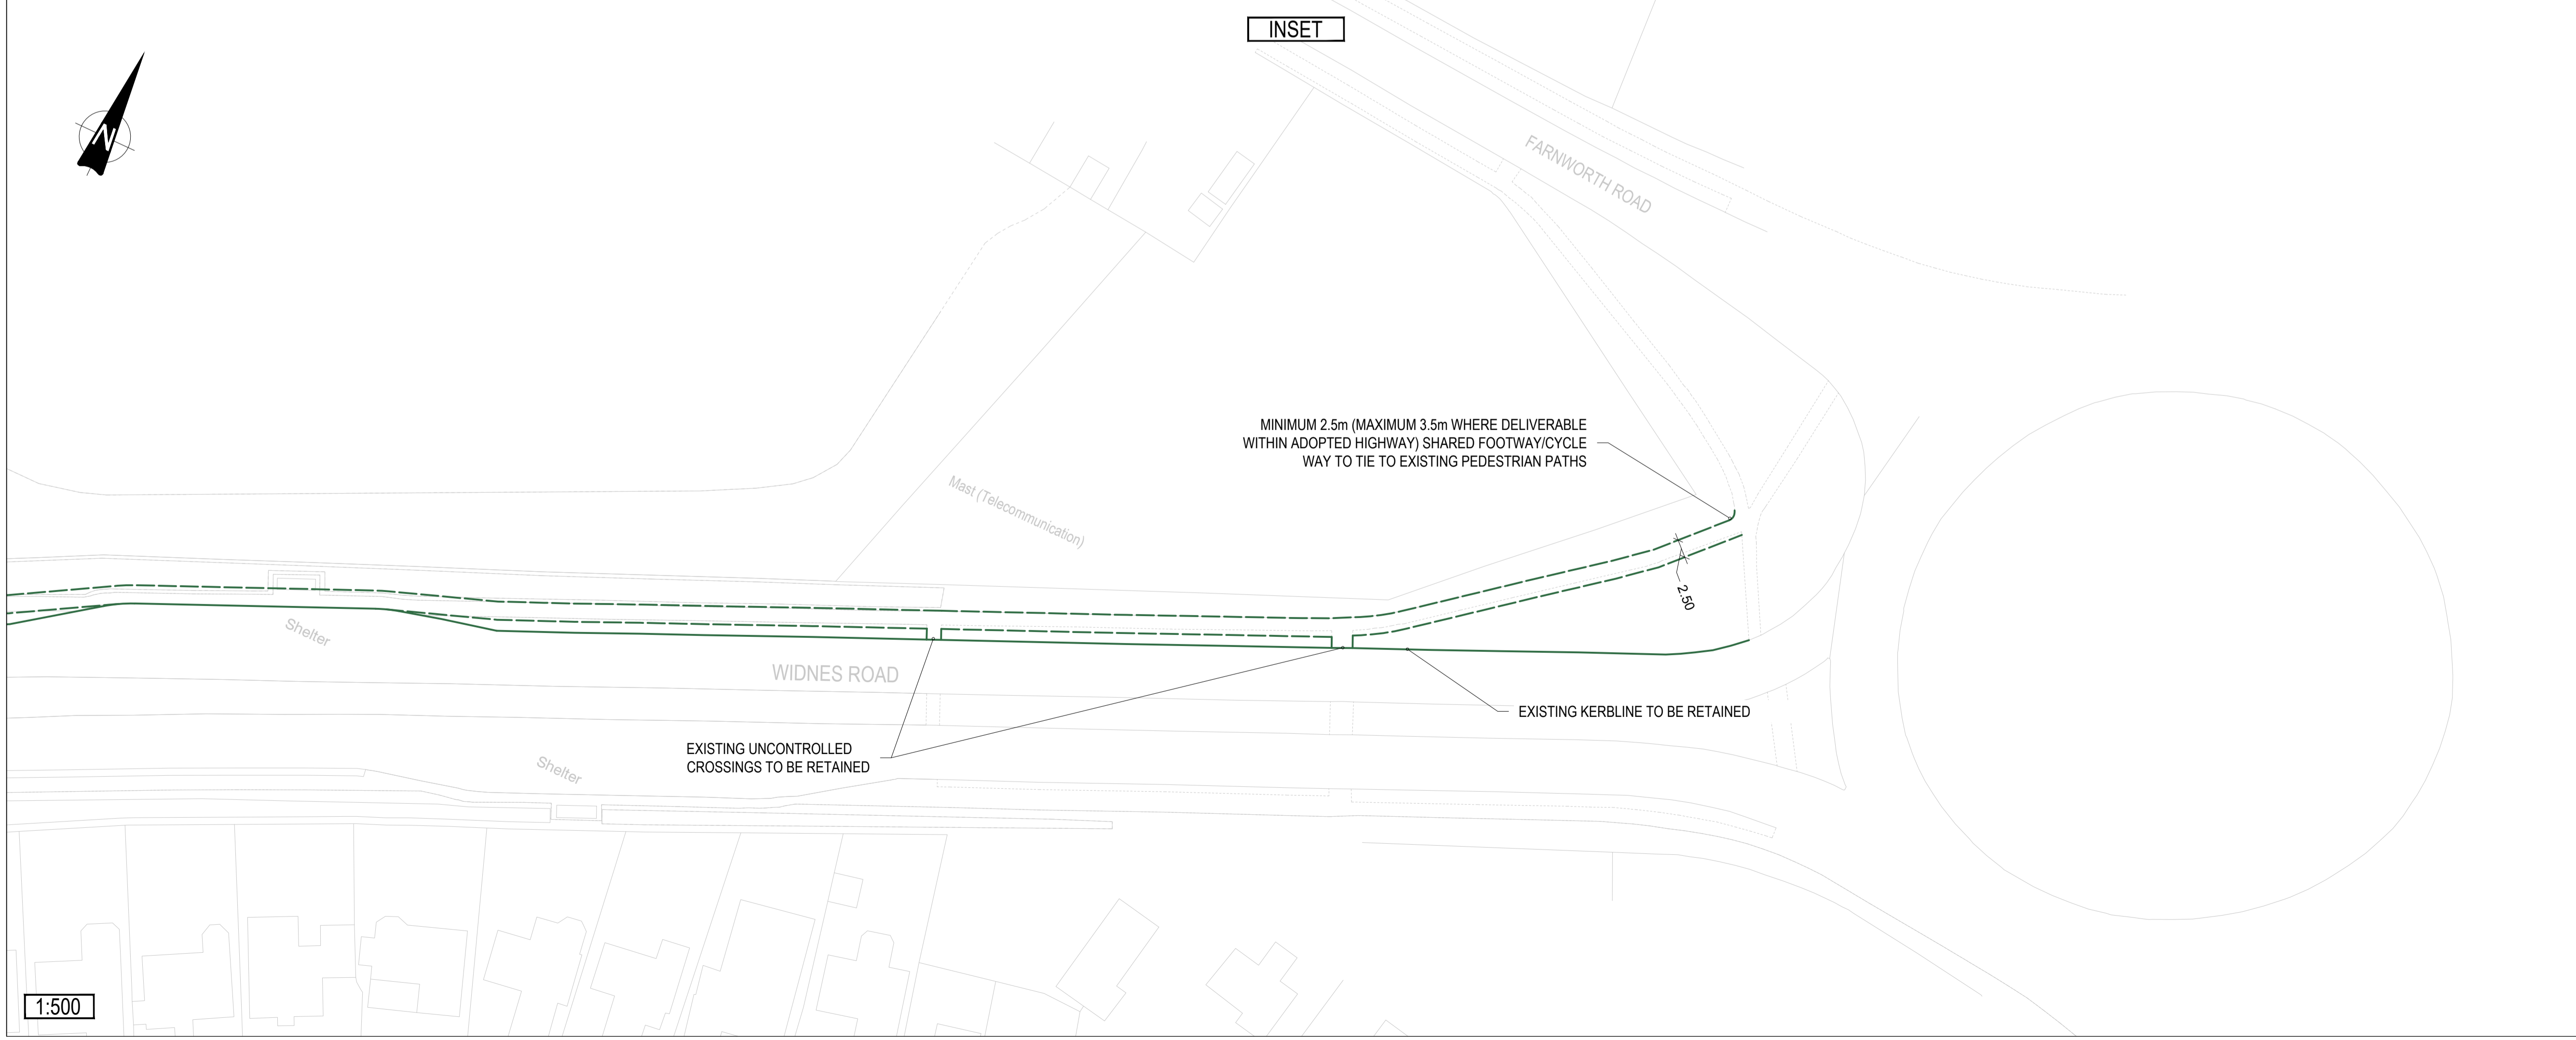 INSET
N
FARNWORTH ROAD
MINIMUM 2.5m (MAXIMUM 3.5m WHERE DELIVERABLE
WITHIN ADOPTED HIGHWAY) SHARED FOOTWAY/CYCLE
WAY TO TIE TO EXISTING PEDESTRIAN PATHS
Mast (Telecommunication)
2.50
Shelter
WIDNES ROAD
EXISTING KERBLINE TO BE RETAINED
EXISTING UNCONTROLLED
CROSSINGS TO BE RETAINED
Shelter
1:500